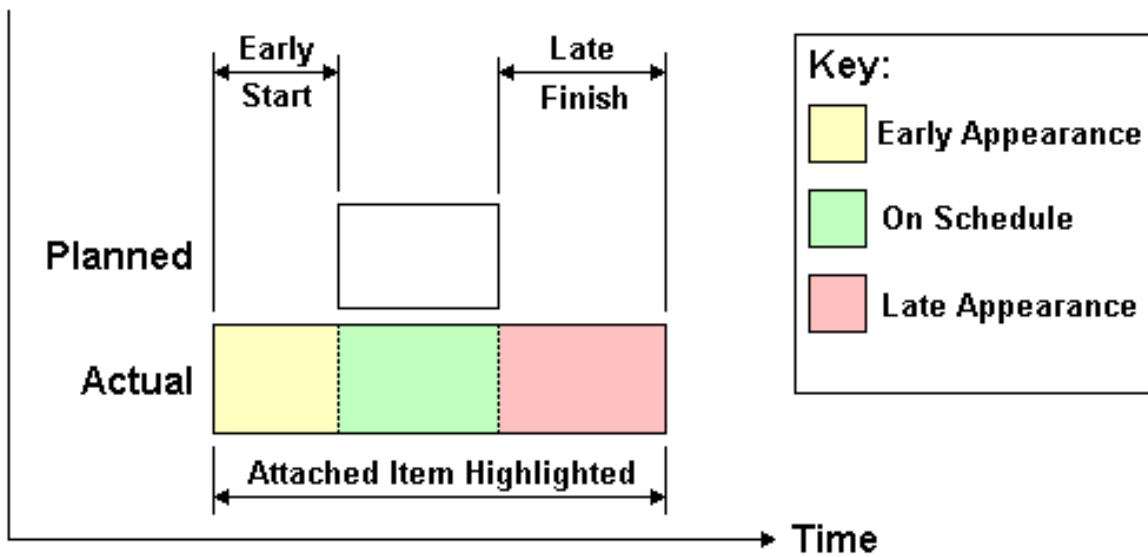 Early
Start
Late
Finish
Planned
Actual
Attached Item Highlighted
Time
Key:
Early Appearance
On Schedule
Late Appearance